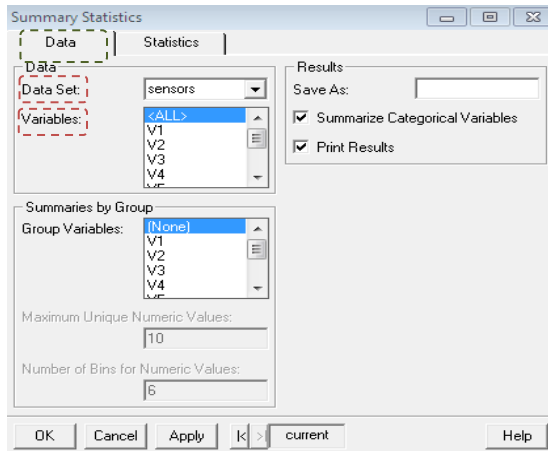 Summary Statistics
Data
Statistics
Data
Data Set:
sensors
Variables:
<ALL>
V1
V2
V3
V4
Summaries by Group
Group Variables:
(None)
V1
V2
V3
V4
Maximum Unique Numeric Values:
10
Number of Bins for Numeric Values:
6
Results
Save As:
Summarize Categorical Variables
Print Results
OK
Cancel
Apply
current
Help